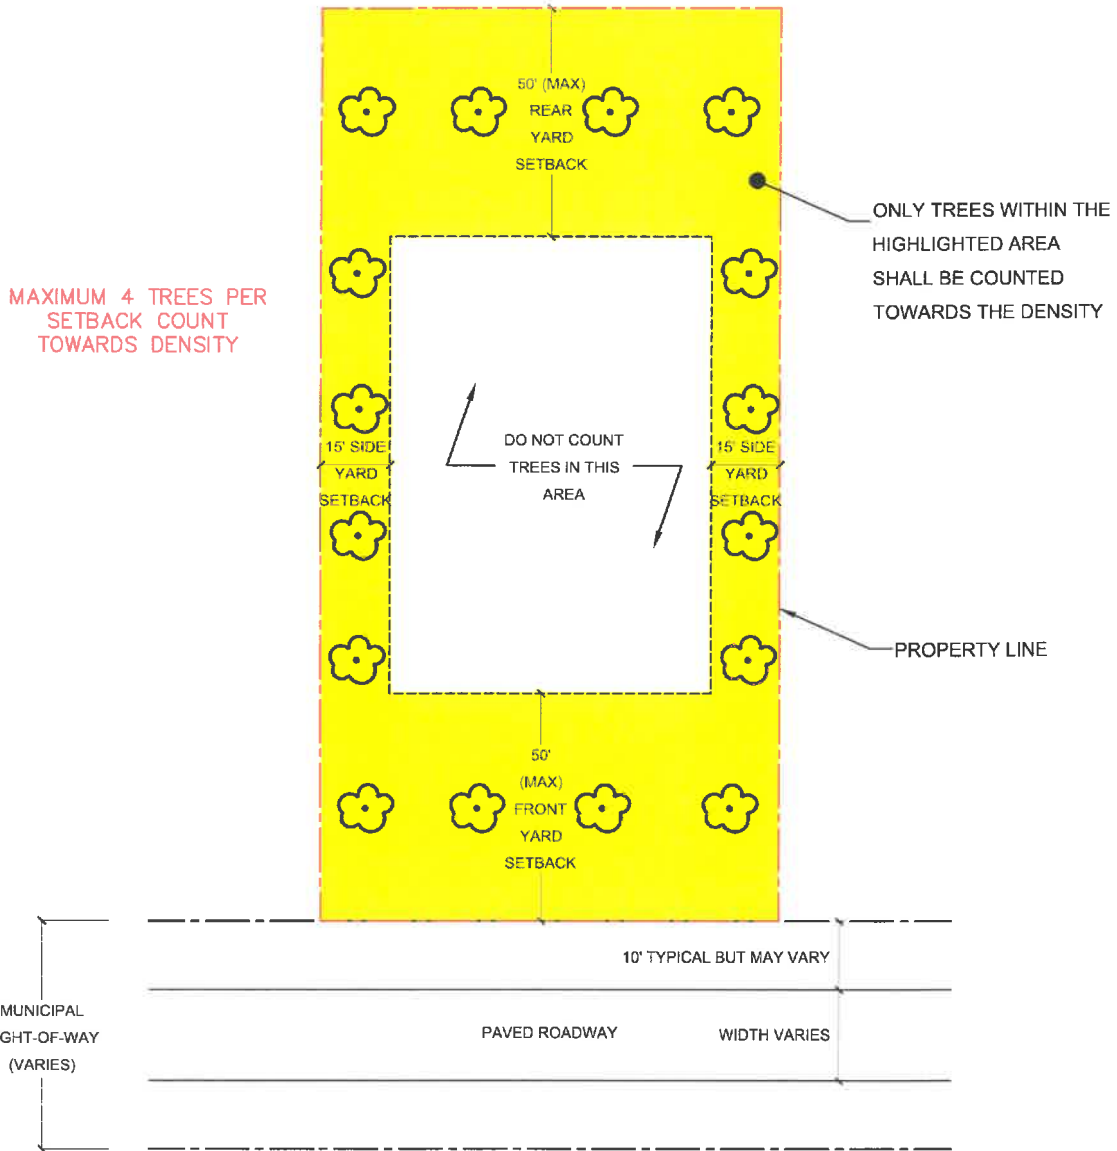 50' (MAX)
REAR
YARD
SETBACK
ONLY TREES WITHIN THE
HIGHLIGHTED AREA
SHALL BE COUNTED
TOWARDS THE DENSITY
MAXIMUM 4 TREES PER
SETBACK COUNT
TOWARDS DENSITY
15' SIDE
YARD
SETBACK
DO NOT COUNT
TREES IN THIS
AREA
15' SIDE
YARD
SETBACK
PROPERTY LINE
50'
(MAX)
FRONT
YARD
SETBACK
10' TYPICAL BUT MAY VARY
MUNICIPAL
GHT-OF-WAY
(VARIES)
PAVED ROADWAY
WIDTH VARIES